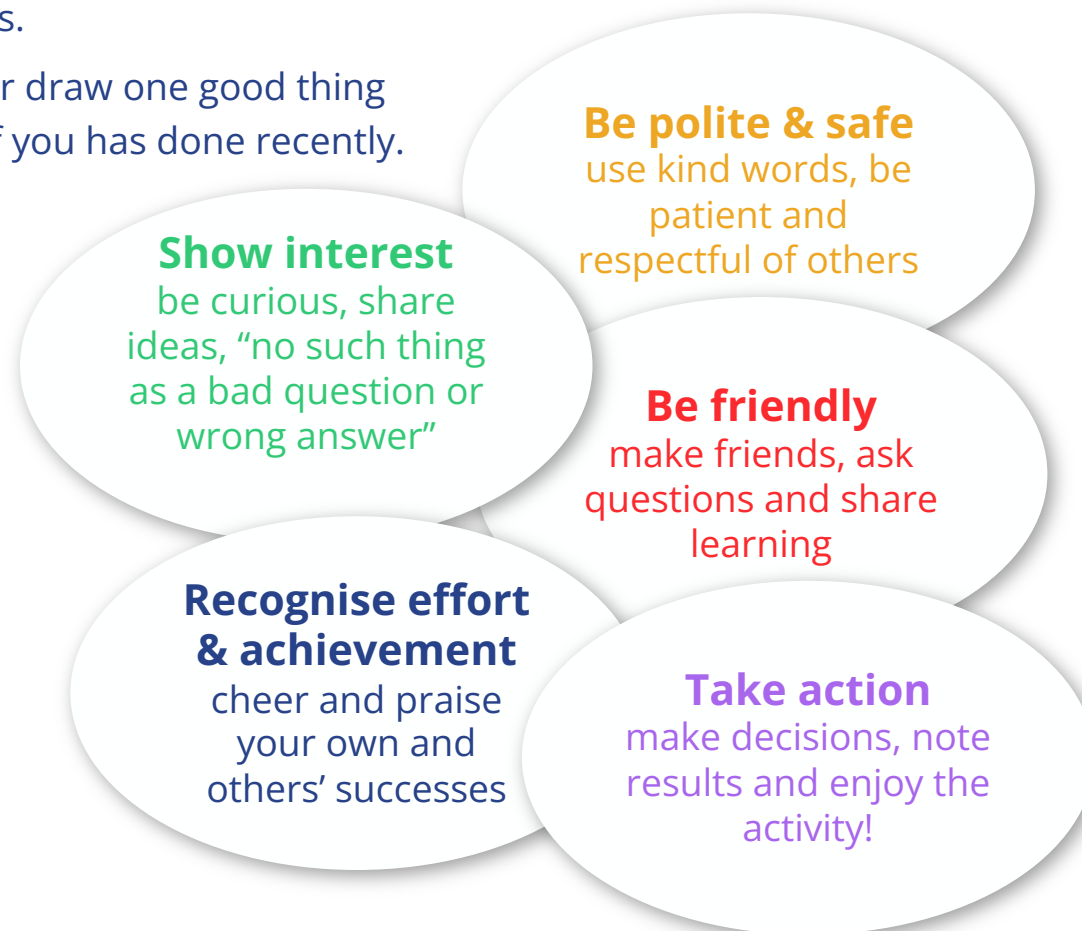 s.
r draw one good thing
f you has done recently.
Be polite & safe
use kind words, be
patient and
respectful of others
Show interest
be curious, share
ideas, “no such thing
as a bad question or
wrong answer”
Be friendly
make friends, ask
questions and share
learning
Recognise effort
& achievement
cheer and praise
your own and
others’ successes
Take action
make decisions, note
results and enjoy the
activity!